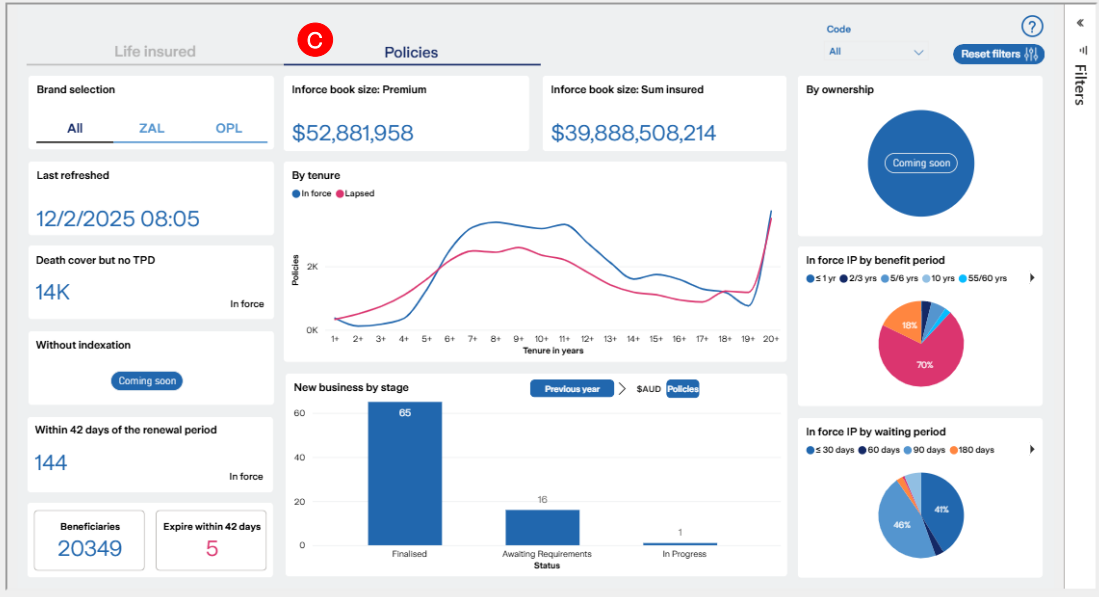 C
Life insured
Policies
Code
All
?
Reset filters
Filters
Brand selection
All ZAL OPL
Last refreshed
12/2/2025 08:05
Death cover but no TPD
14K
In force
Without indexation
Coming soon
Within 42 days of the renewal period
144
In force
Beneficiaries
20349
Expire within 42 days
5
Inforce book size: Premium
$52,881,958
Inforce book size: Sum insured
$39,888,508,214
By tenure
In force Lapsed
Policies
2K
0K
1+ 2+ 3+ 4+ 5+ 6+ 7+ 8+ 9+ 10+ 11+ 12+ 13+ 14+ 15+ 16+ 17+ 18+ 19+ 20+
Tenure in years
New business by stage
Previous year $AUD Policies
60
40
20
0
65
16
1
Finalised Awaiting Requirements In Progress
Status
By ownership
Coming soon
In force IP by benefit period
≤ 1 yr 2/3 yrs 5/6 yrs 10 yrs 55/60 yrs
18%
70%
In force IP by waiting period
≤ 30 days 60 days 90 days 180 days
41%
46%